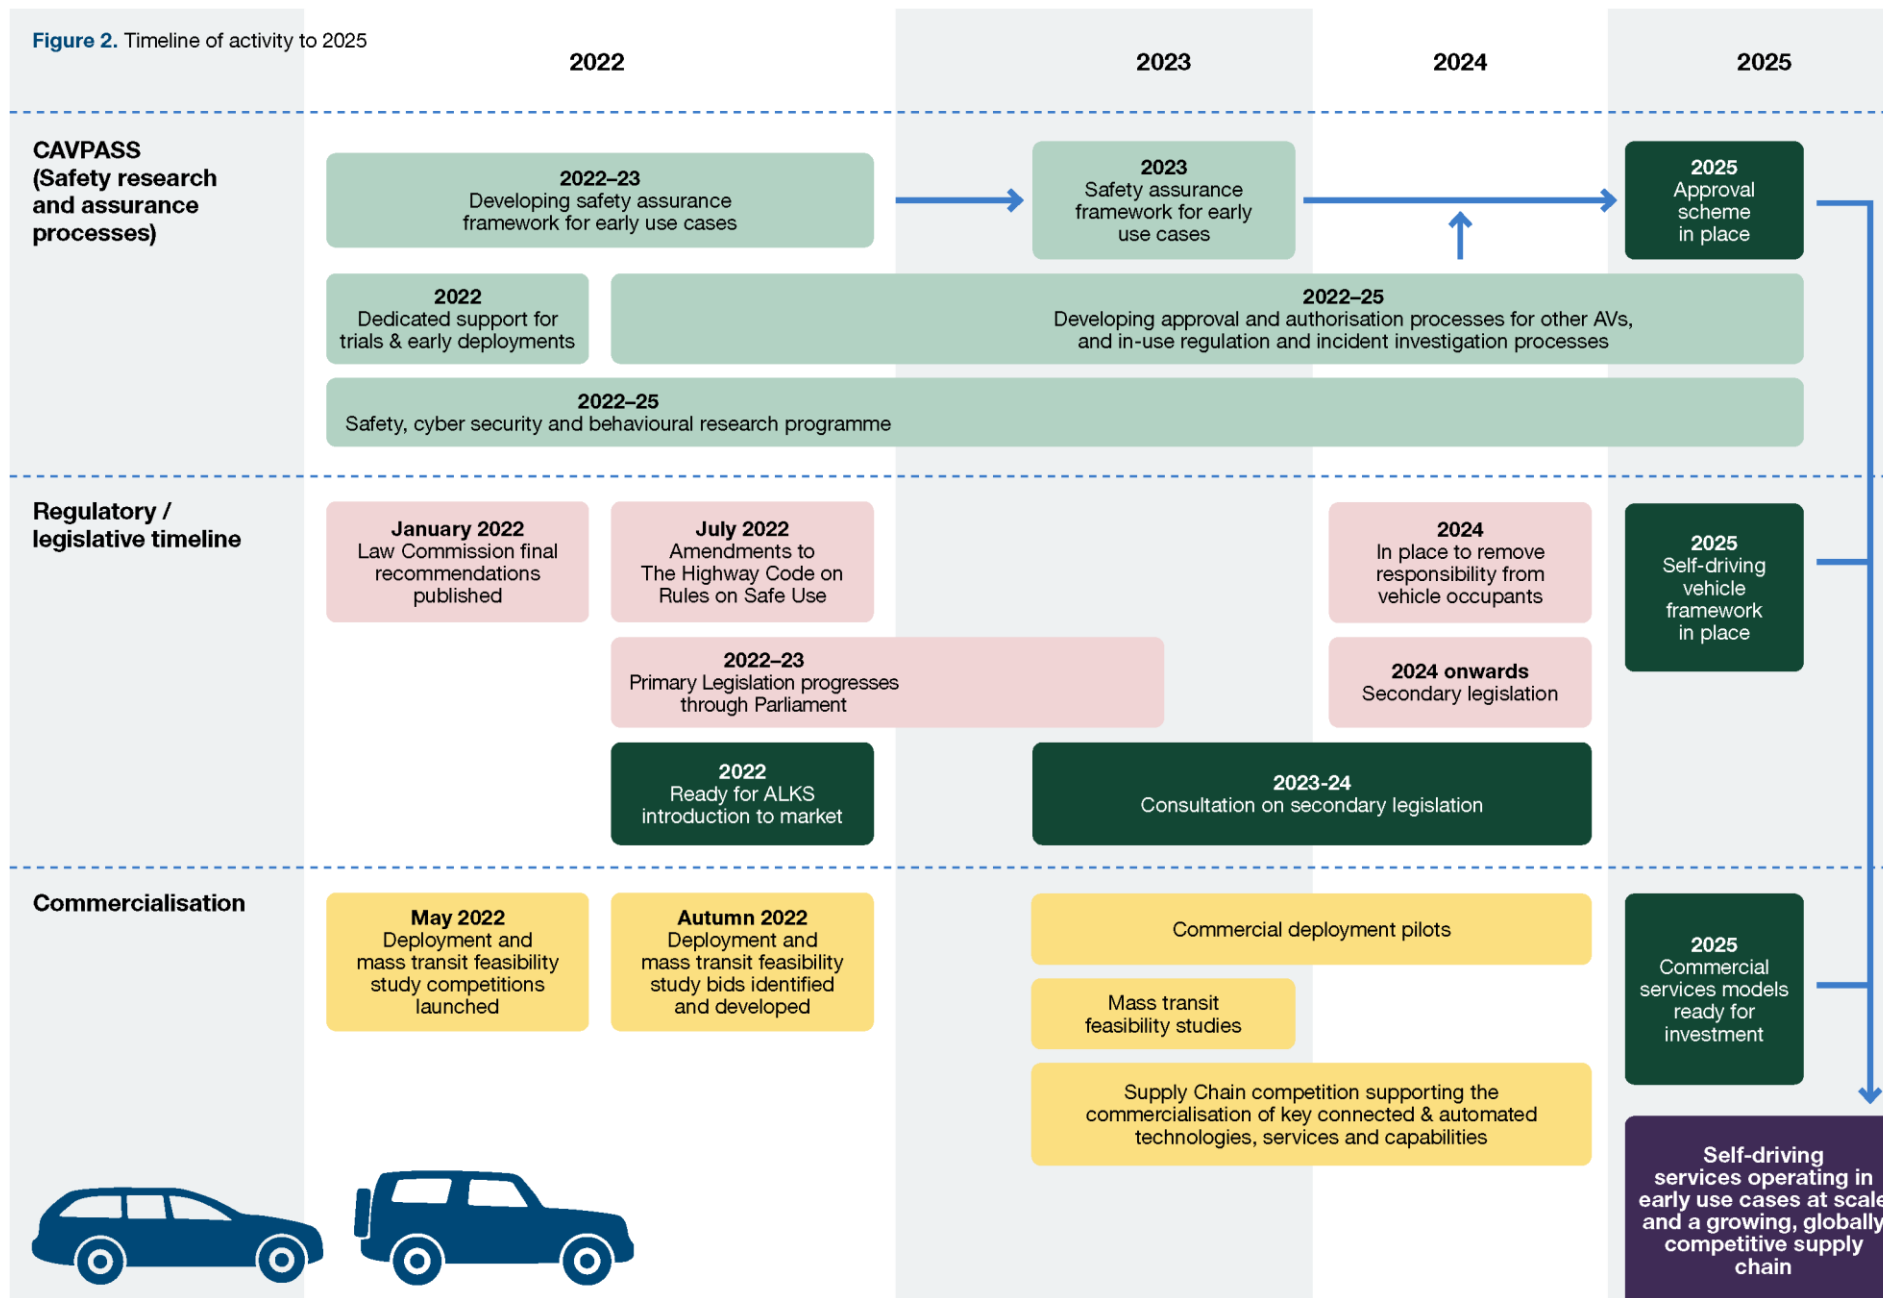 Figure 2. Timeline of activity to 2025
2022
2023
2024
2025
CAVPASS
(Safety research
and assurance
processes)
2022–23
Developing safety assurance
framework for early use cases
2023
Safety assurance
framework for early
use cases
2025
Approval
scheme
in place
2022
Dedicated support for
trials & early deployments
2022–25
Developing approval and authorisation processes for other AVs,
and in-use regulation and incident investigation processes
2022–25
Safety, cyber security and behavioural research programme
Regulatory /
legislative timeline
January 2022
Law Commission final
recommendations
published
July 2022
Amendments to
The Highway Code on
Rules on Safe Use
2024
In place to remove
responsibility from
vehicle occupants
2025
Self-driving
vehicle
framework
in place
2022–23
Primary Legislation progresses
through Parliament
2024 onwards
Secondary legislation
2022
Ready for ALKS
introduction to market
2023-24
Consultation on secondary legislation
Commercialisation
May 2022
Deployment and
mass transit feasibility
study competitions
launched
Autumn 2022
Deployment and
mass transit feasibility
study bids identified
and developed
Commercial deployment pilots
Mass transit
feasibility studies
Supply Chain competition supporting the
commercialisation of key connected & automated
technologies, services and capabilities
2025
Commercial
services models
ready for
investment
Self-driving
services operating in
early use cases at scale
and a growing, globally
competitive supply
chain